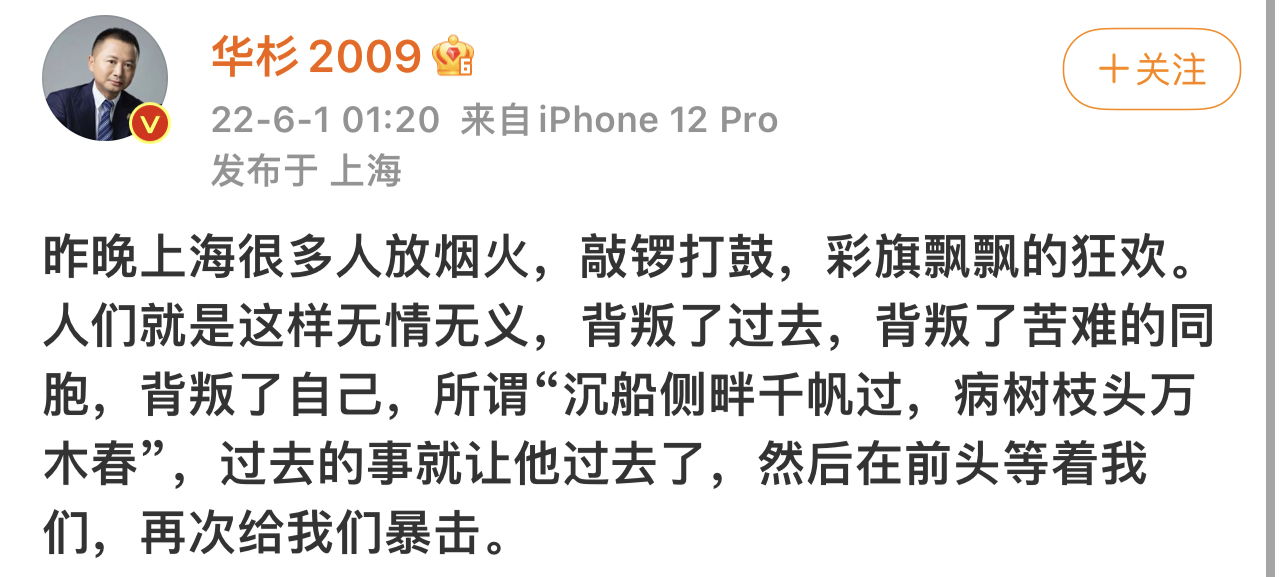 华杉2009
+关注
22-6-1 01:20 来自iPhone 12 Pro
发布于 上海
昨晚上海很多人放烟火，敲锣打鼓，彩旗飘飘的狂欢。
人们就是这样无情无义，背叛了过去，背叛了苦难的同
胞，背叛了自己，所谓“沉船侧畔千帆过，病树枝头万
木春”，过去的事就让他过去了，然后在前头等着我
们，再次给我们暴击。